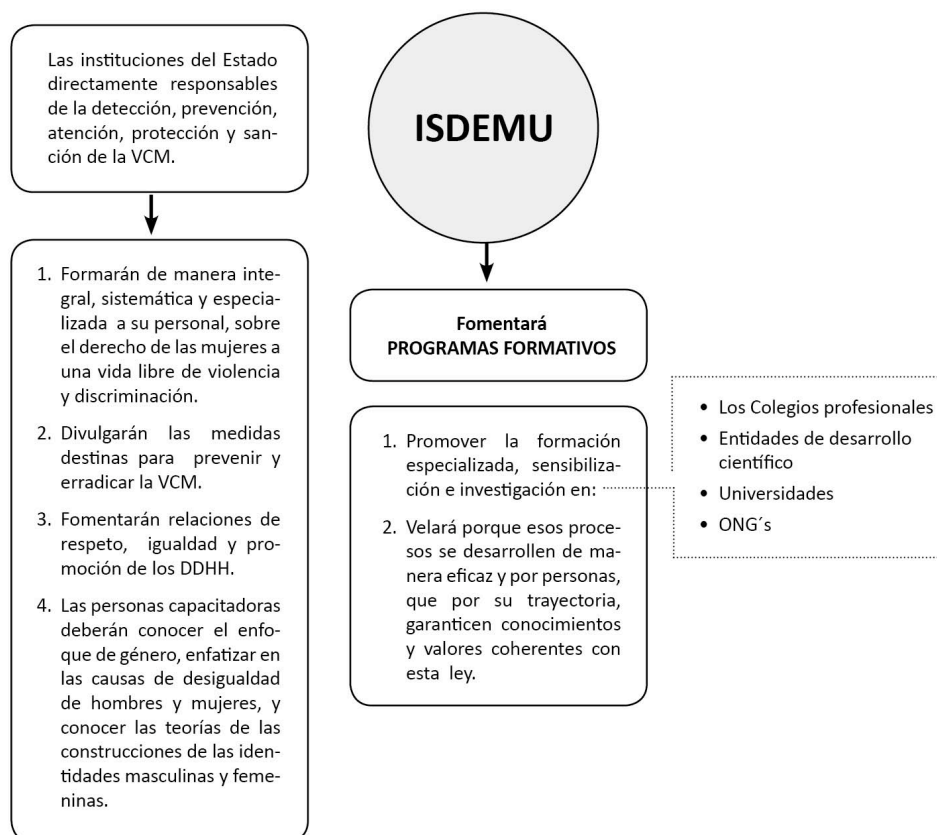 Las instituciones del Estado
directamente responsables
de la detección, prevención,
atención, protección y san-
ción de la VCM.
1. Formarán de manera inte-
gral, sistemática y especia-
lizada a su personal, sobre
el derecho de las mujeres a
una vida libre de violencia
y discriminación.
2. Divulgarán las medidas
destinas para prevenir y
erradicar la VCM.
3. Fomentarán relaciones de
respeto, igualdad y pro-
moción de los DDHH.
4. Las personas capacitadoras
deberán conocer el enfo-
que de género, enfatizar en
las causas de desigualdad
de hombres y mujeres, y
conocer las teorías de las
construcciones de las iden-
tidades masculinas y feme-
ninas.
ISDEMU
Fomentará
PROGRAMAS FORMATIVOS
1. Promover la formación
especializada, sensibiliza-
ción e investigación en:
2. Velará porque esos proce-
sos se desarrollen de ma-
nera eficaz y por personas,
que por su trayectoria,
garanticen conocimientos
y valores coherentes con
esta ley.
• Los Colegios profesionales
• Entidades de desarrollo
científico
• Universidades
• ONG´s